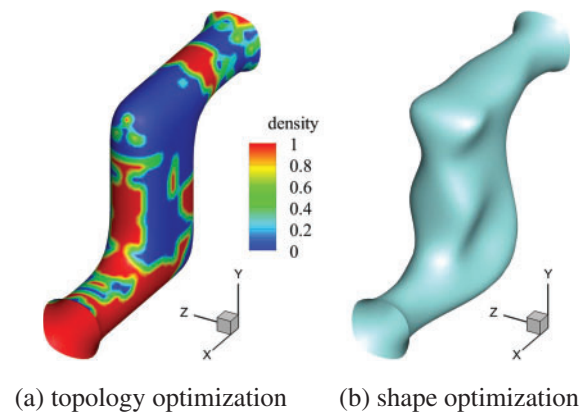 density
1
0.8
0.6
0.4
0.2
0
Y
Z
X
Y
Z
X
(a) topology optimization
(b) shape optimization